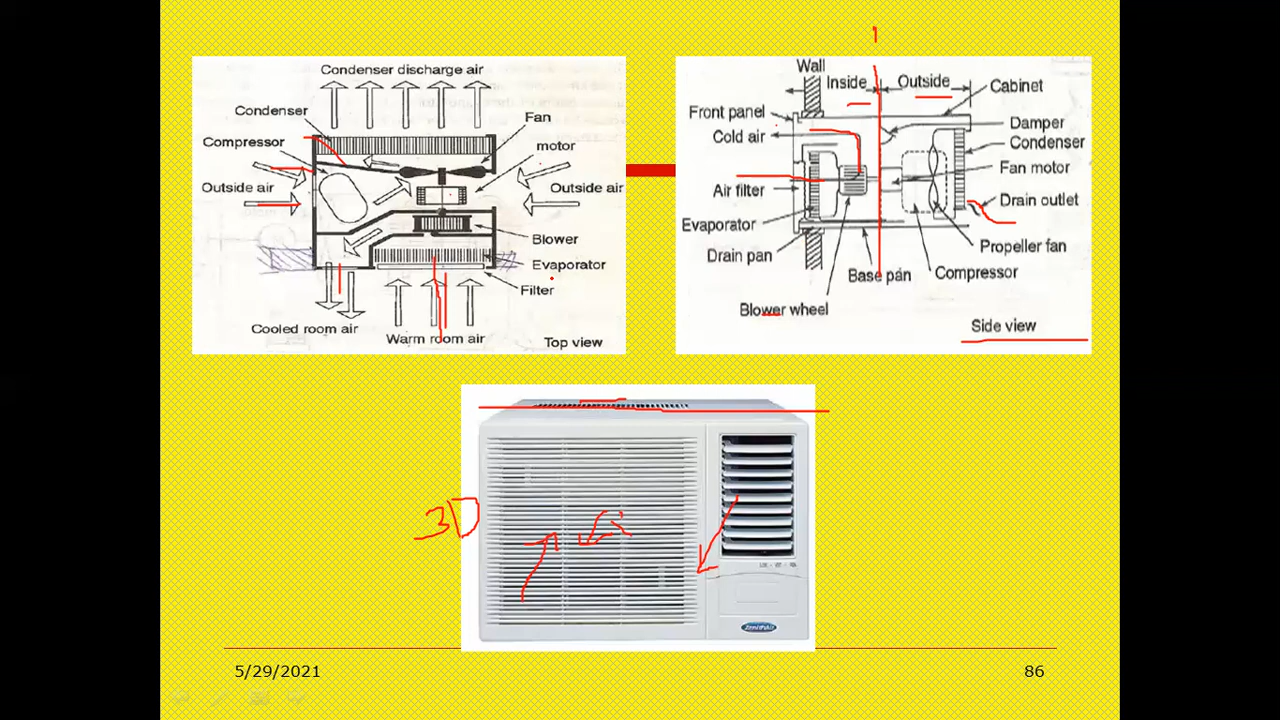 Condenser discharge air
Condenser
Fan
Compressor
motor
Outside air
Outside air
Blower
Evaporator
Filter
Cooled room air
Warm room air
Top view
Wall
Inside
Outside
Cabinet
Front panel
Damper
Cold air
Condenser
Fan motor
Air filter
Drain outlet
Evaporator
Propeller fan
Drain pan
Base pan
Compressor
Blower wheel
Side view
3D
5/29/2021
86